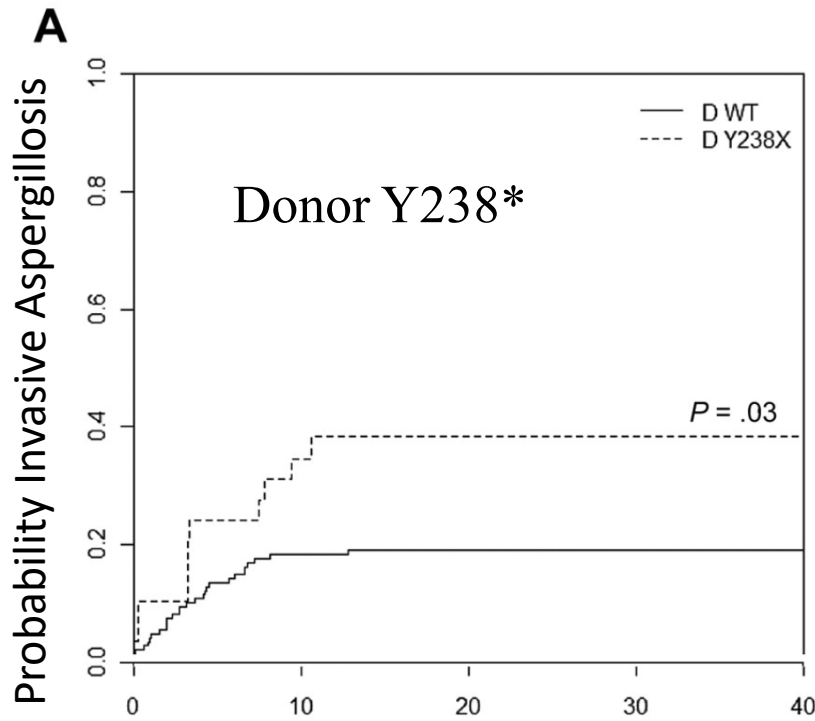 A
Probability Invasive Aspergillosis
1.0
0.8
0.6
0.4
0.2
0.0
D WT
D Y238X
Donor Y238*
P = .03
0 10 20 30 40